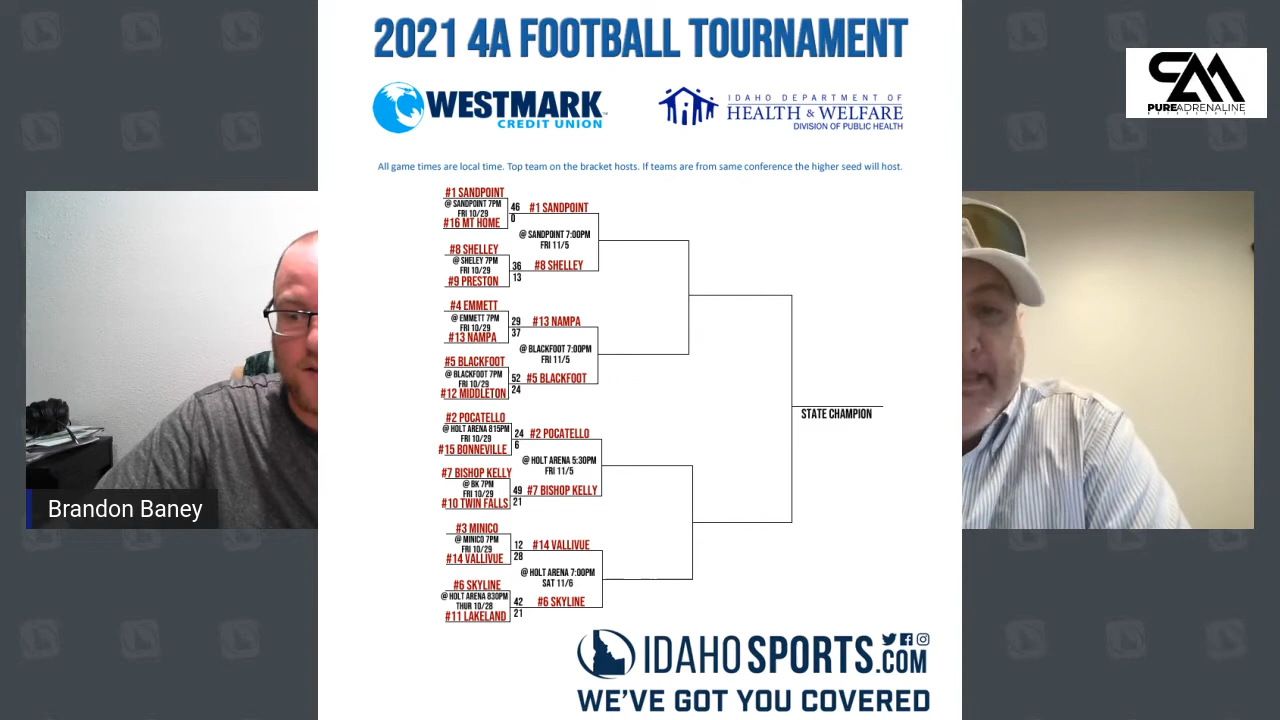 2021 4A FOOTBALL TOURNAMENT
WESTMARK
CREDIT UNION
IDAHO DEPARTMENT OF
HEALTH & WELFARE
DIVISION OF PUBLIC HEALTH
PUREADRENALINE
All game times are local time. Top team on the bracket hosts. If teams are from same conference the higher seed will host.
#1 SANDPOINT
@ SANDPOINT 7PM
FRI 10/29
#16 MT HOME
46
0
#1 SANDPOINT
@ SANDPOINT 7:00PM
FRI 11/5
#8 SHELLEY
@ SHELEY 7PM
FRI 10/29
#9 PRESTON
36
13
#8 SHELLEY
#4 EMMETT
@ EMMETT 7PM
FRI 10/29
#13 NAMPA
29
37
#13 NAMPA
@ BLACKFOOT 7:00PM
FRI 11/5
#5 BLACKFOOT
@ BLACKFOOT 7PM
FRI 10/29
#12 MIDDLETON
52
24
#5 BLACKFOOT
STATE CHAMPION
#2 POCATELLO
@ HOLT ARENA 815PM
FRI 10/29
#15 BONNEVILLE
24
6
#2 POCATELLO
@ HOLT ARENA 5:30PM
FRI 11/5
#7 BISHOP KELLY
@ BK 7PM
FRI 10/29
#10 TWIN FALLS
49
21
#7 BISHOP KELLY
#3 MINICO
@ MINICO 7PM
FRI 10/29
#14 VALLIVUE
12
28
#14 VALLIVUE
@ HOLT ARENA 7:00PM
SAT 11/6
#6 SKYLINE
@ HOLT ARENA 830PM
THUR 10/28
#11 LAKELAND
42
21
#6 SKYLINE
Brandon Baney
IDAHO SPORTS.COM
WE'VE GOT YOU COVERED